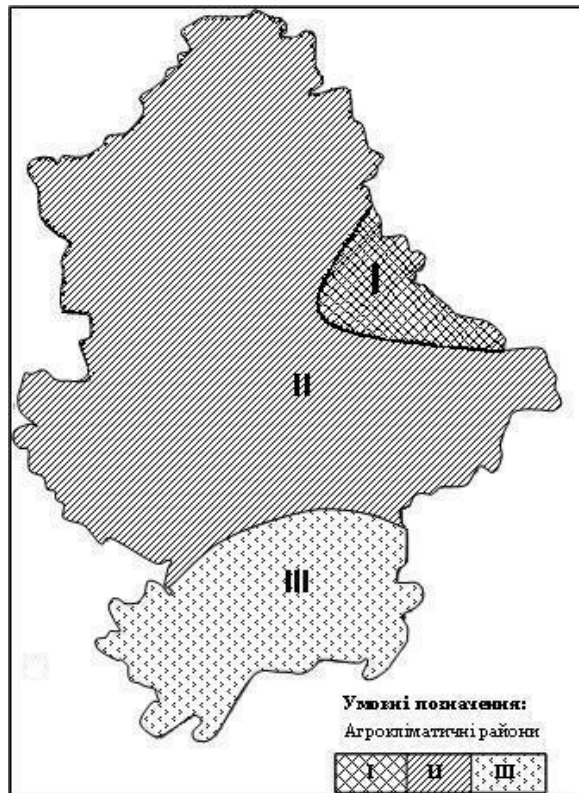 I
II
III
Умовні позначення:
Агрокліматичні райони
I II III